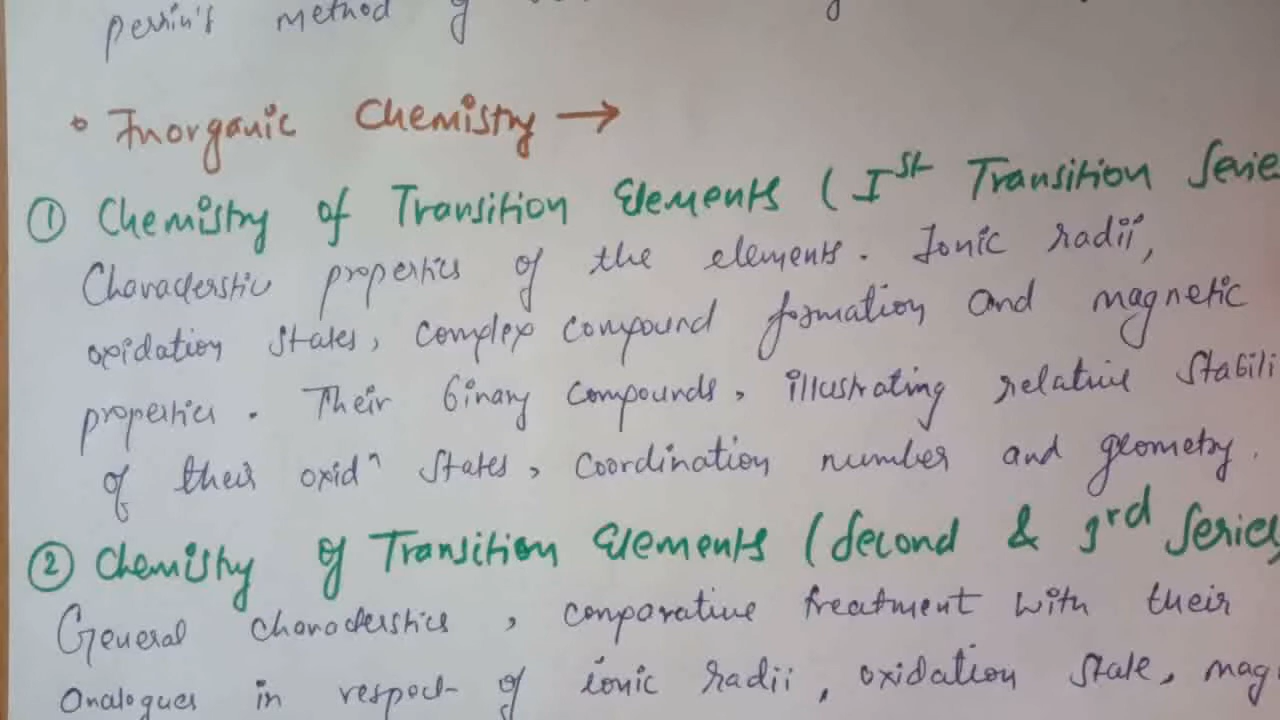 perrin's method of
• Inorganic Chemistry →
① Chemistry of Transition Elements ( Ist Transition Serie
Characterstic properties of the elements. Ionic radii,
oxidation states, complex compound formation and magnetic
properties. Their binary compounds, illustrating relative Stabili
of their oxidn states, coordination number and geometry.
② Chemistry of Transition Elements (Second & 3rd Series)
General characterstics, comparative treatment with their
analogues in respect of ionic radii, oxidation state, mag